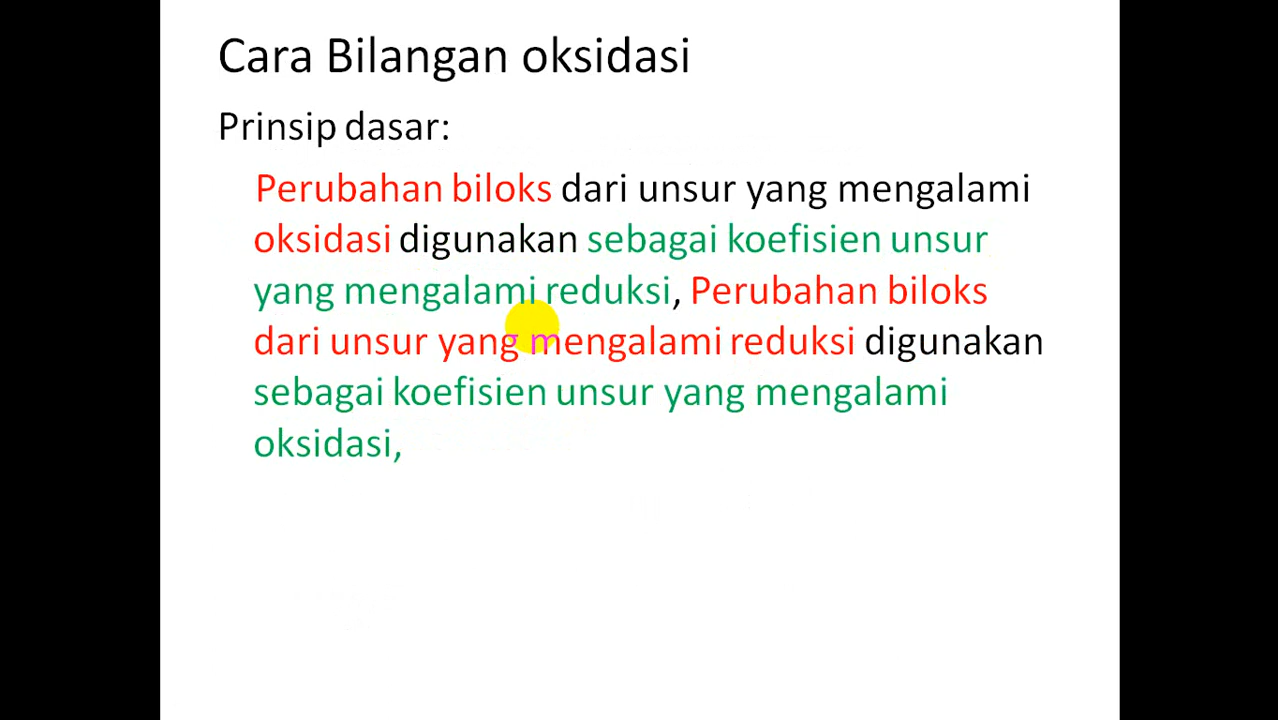 Cara Bilangan oksidasi
Prinsip dasar:
Perubahan biloks dari unsur yang mengalami
oksidasi digunakan sebagai koefisien unsur
yang mengalami reduksi, Perubahan biloks
dari unsur yang mengalami reduksi digunakan
sebagai koefisien unsur yang mengalami
oksidasi,